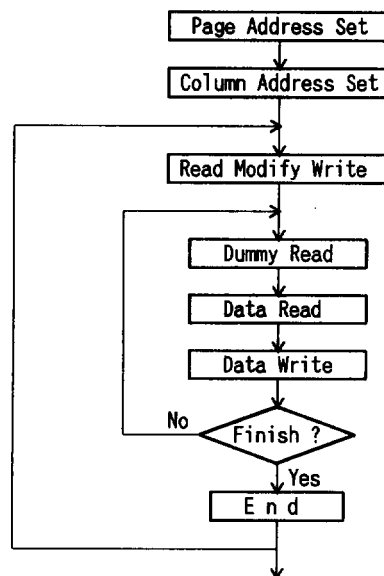 Page Address Set
Column Address Set
Read Modify Write
Dummy Read
Data Read
Data Write
No
Finish ?
Yes
E n d